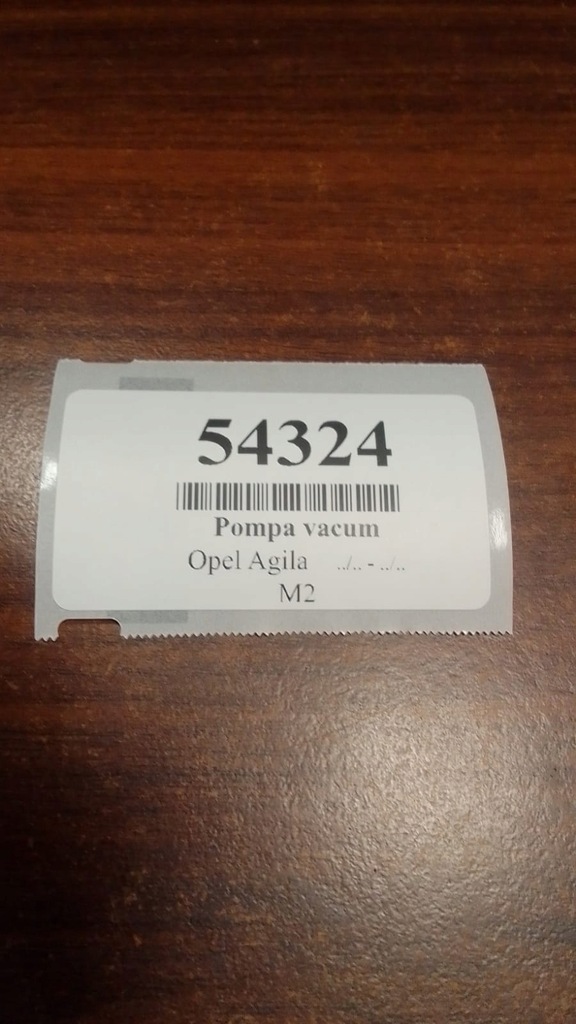 54324
Pompa vacum
Opel Agila ../.. - ../..
M2